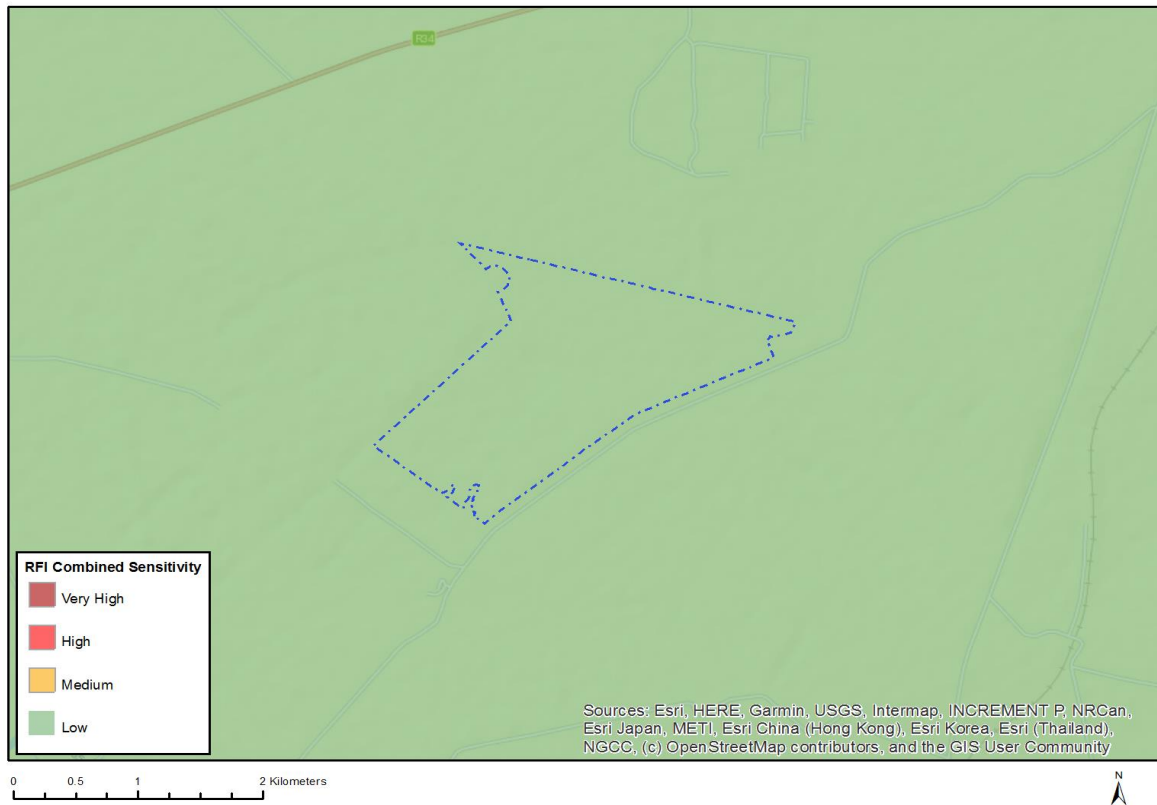 R34
RFI Combined Sensitivity
Very High
High
Medium
Low
Sources: Esri, HERE, Garmin, USGS, Intermap, INCREMENT P, NRCan,
Esri Japan, METI, Esri China (Hong Kong), Esri Korea, Esri (Thailand),
NGCC, (c) OpenStreetMap contributors, and the GIS User Community
0 0.5 1 2 Kilometers
N